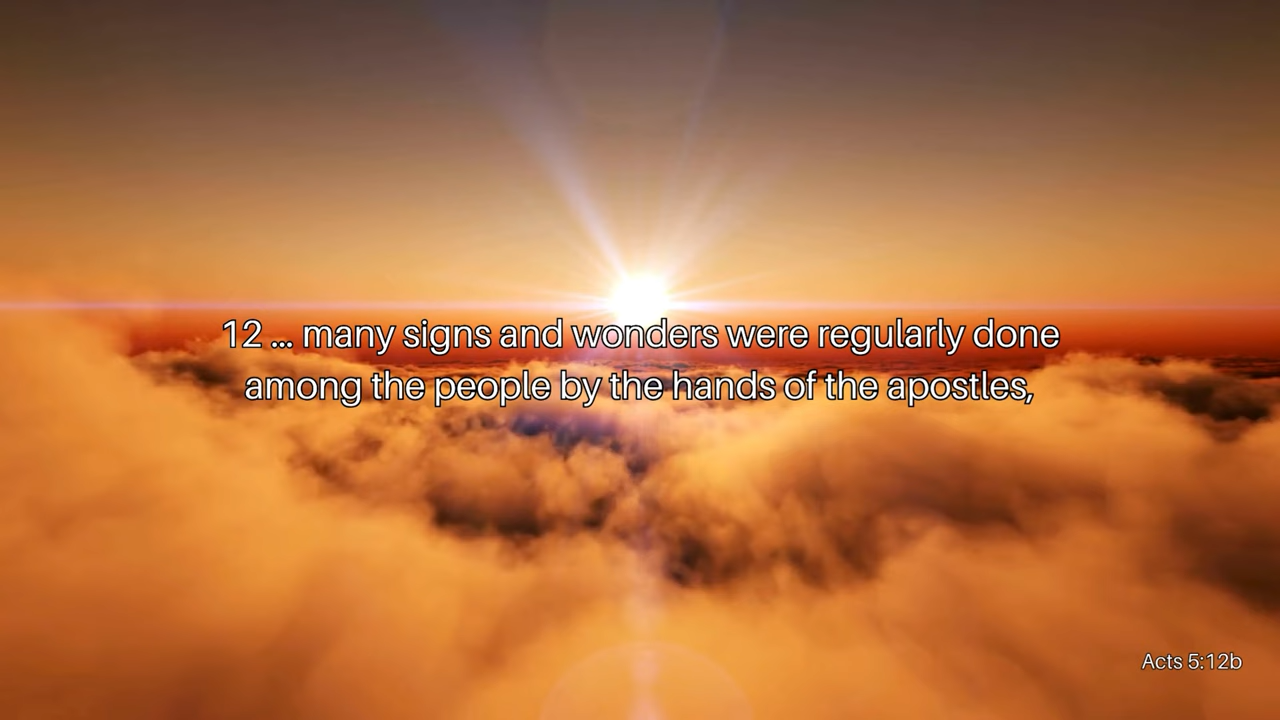 12 ... many signs and wonders were regularly done
among the people by the hands of the apostles,
Acts 5:12b